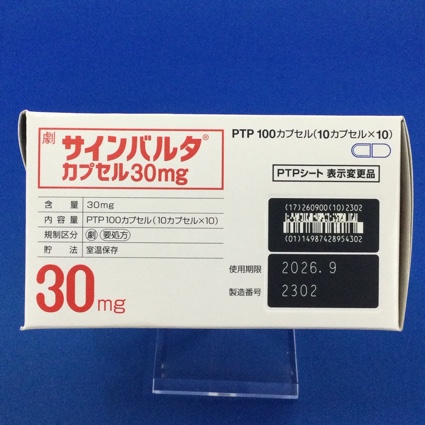 劇
サインバルタ®
カプセル30mg
PTP 100カプセル(10カプセル×10)
PTPシート 表示変更品
含量 30mg
内容量 PTP100カプセル(10カプセル×10)
規制区分 劇 要処方
貯法 室温保存
30mg
(17)260900(10)2302
(01)14987428954302
使用期限 2026.9
製造番号 2302